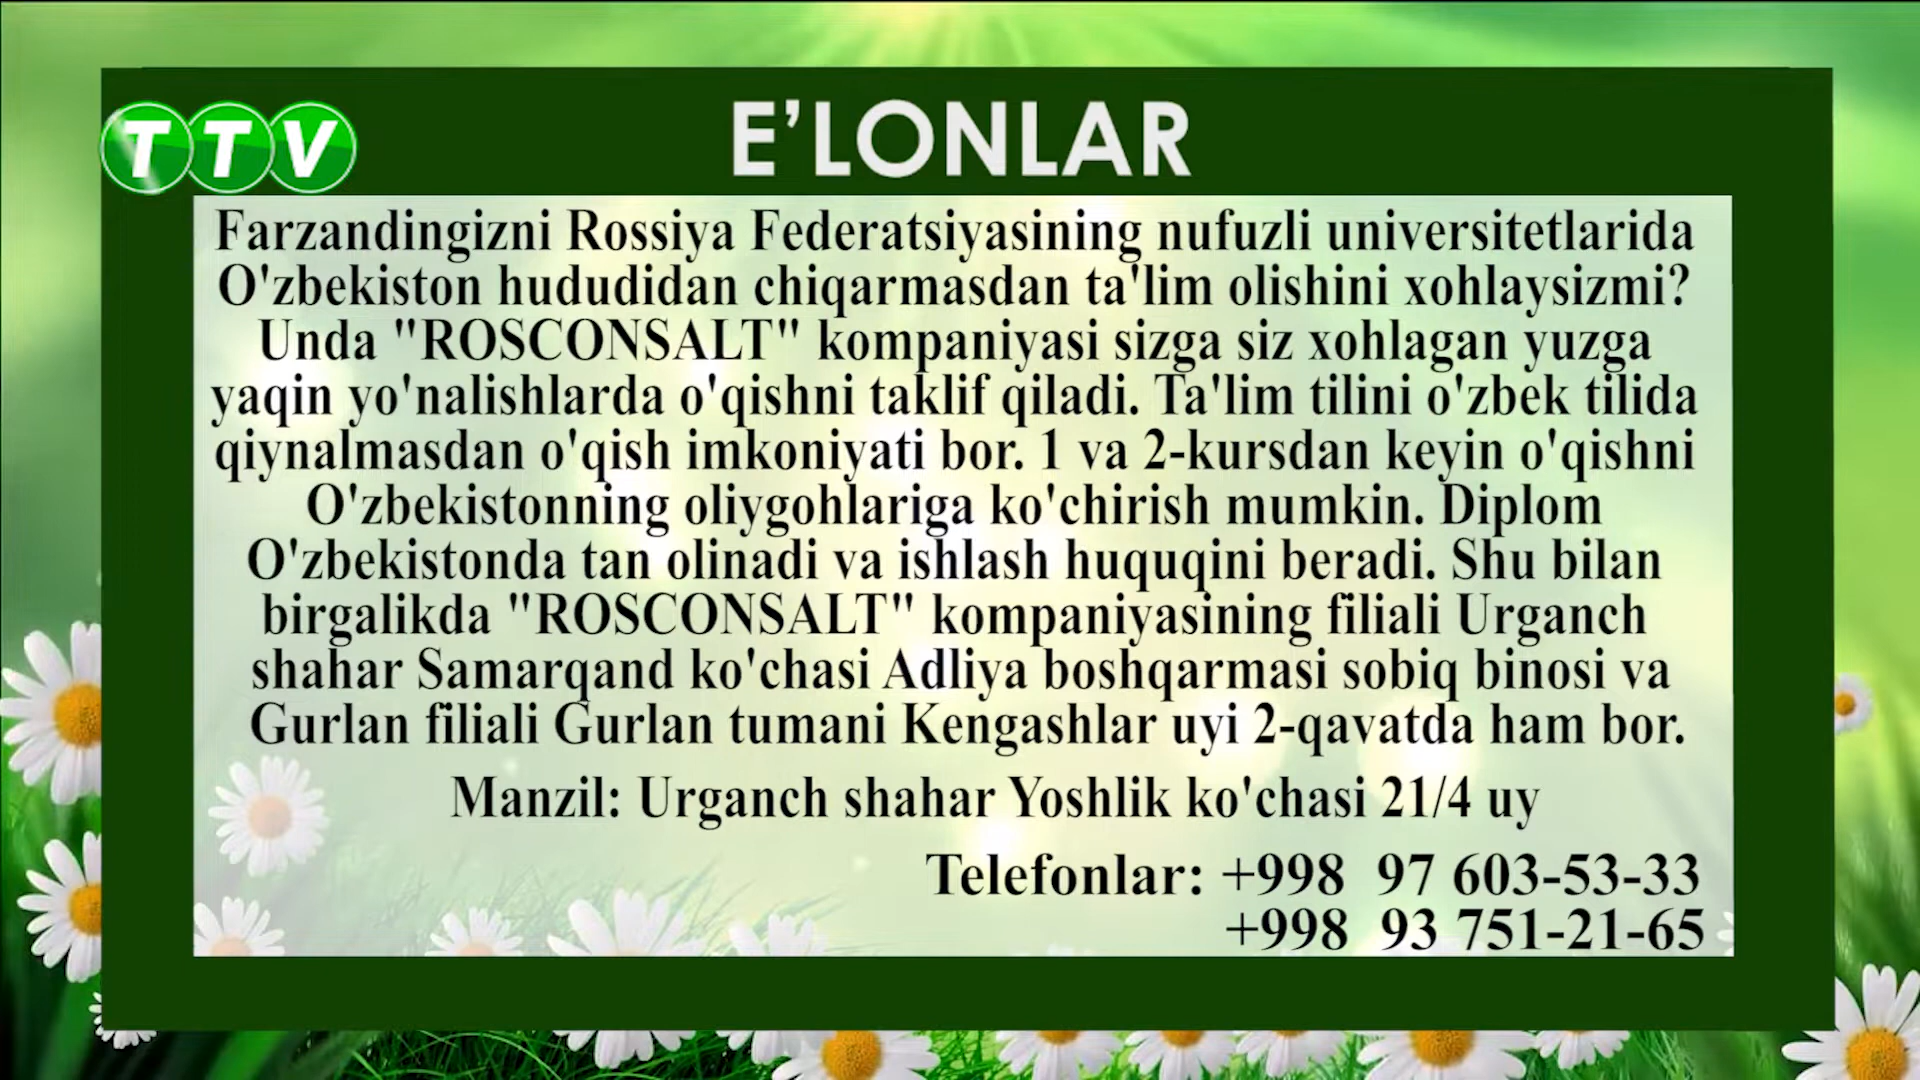 TTV
E’LONLAR
Farzandingizni Rossiya Federatsiyasining nufuzli universitetlarida
O'zbekiston hududidan chiqarmasdan ta'lim olishini xohlaysizmi?
Unda "ROSCONSALT" kompaniyasi sizga siz xohlagan yuzga
yaqin yo'nalishlarda o'qishni taklif qiladi. Ta'lim tilini o'zbek tilida
qiynalmasdan o'qish imkoniyati bor. 1 va 2-kursdan keyin o'qishni
O'zbekistonning oliygohlariga ko'chirish mumkin. Diplom
O'zbekistonda tan olinadi va ishlash huquqini beradi. Shu bilan
birgalikda "ROSCONSALT" kompaniyasining filiali Urganch
shahar Samarqand ko'chasi Adliya boshqarmasi sobiq binosi va
Gurlan filiali Gurlan tumani Kengashlar uyi 2-qavatda ham bor.
Manzil: Urganch shahar Yoshlik ko'chasi 21/4 uy
Telefonlar: +998 97 603-53-33
+998 93 751-21-65